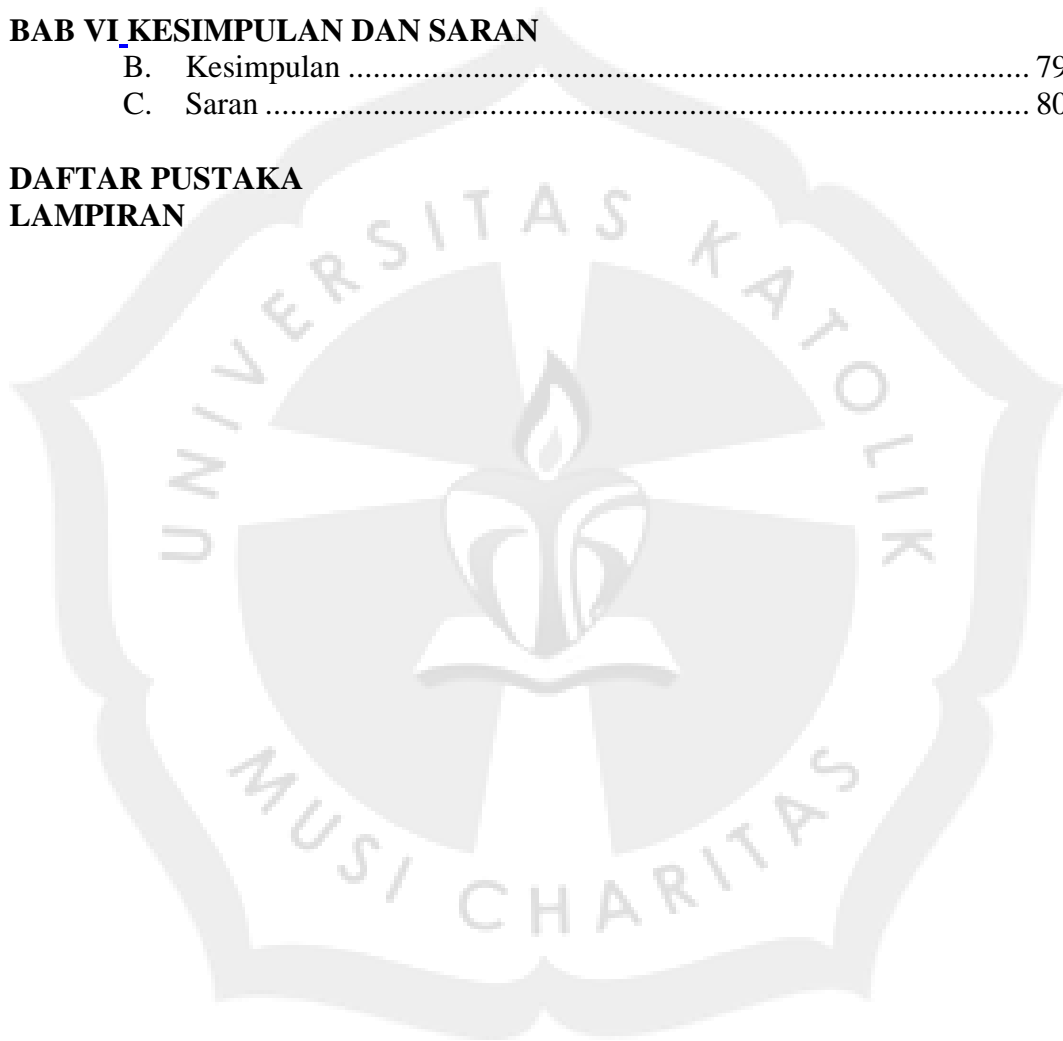 BAB VI KESIMPULAN DAN SARAN
B. Kesimpulan ........................................................................ 79
C. Saran ................................................................................. 80
DAFTAR PUSTAKA
LAMPIRAN
UNIVERSITAS KATOLIK
MUSI CHARITAS